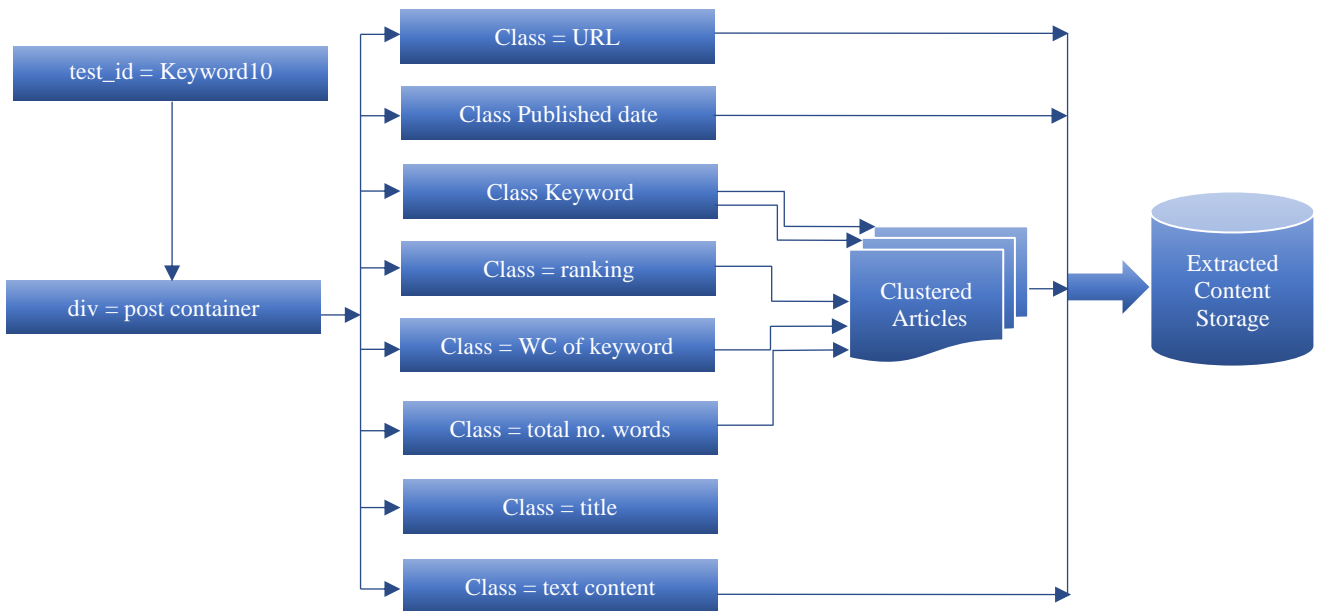 test_id = Keyword10
div = post container
Class = URL
Class Published date
Class Keyword
Class = ranking
Class = WC of keyword
Class = total no. words
Class = title
Class = text content
Clustered
Articles
Extracted
Content
Storage